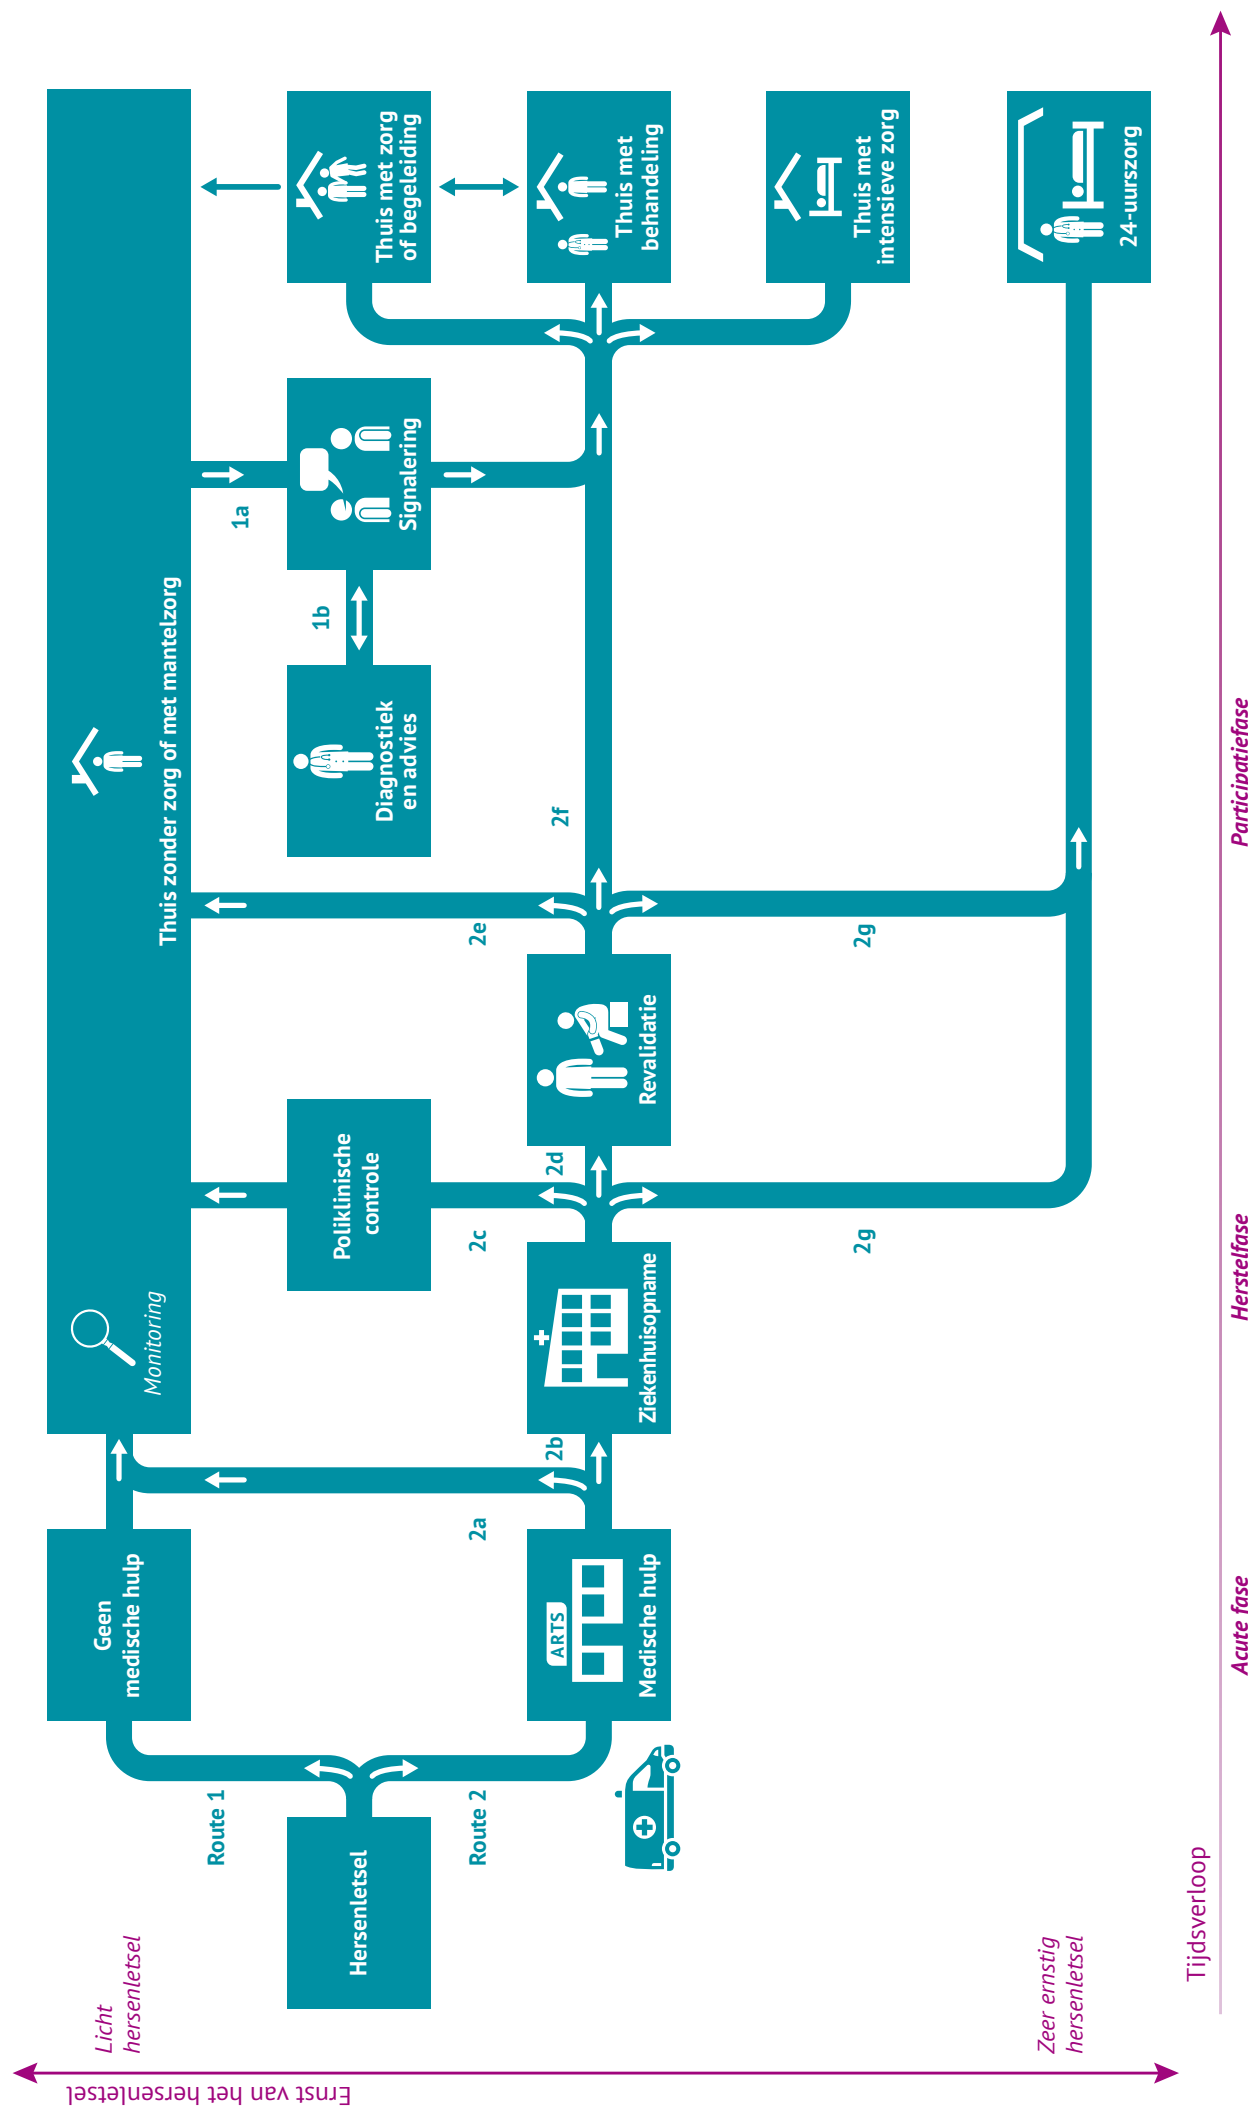 Ernst van het hersenletsel
Licht
hersenletsel
Zeer ernstig
hersenletsel
Hersenletsel
Route 1
Route 2
Geen
medische hulp
ARTS
Medische hulp
2a
2b
Monitoring
Thuis zonder zorg of met mantelzorg
Ziekenhuisopname
Poliklinische
controle
2c
2d
2g
Revalidatie
2e
2f
2g
Diagnostiek
en advies
1b
1a
Signalering
Thuis met zorg
of begeleiding
Thuis met
behandeling
Thuis met
intensieve zorg
24-uurszorg
Tijdsverloop
Acute fase
Herstelfase
Participatiefase